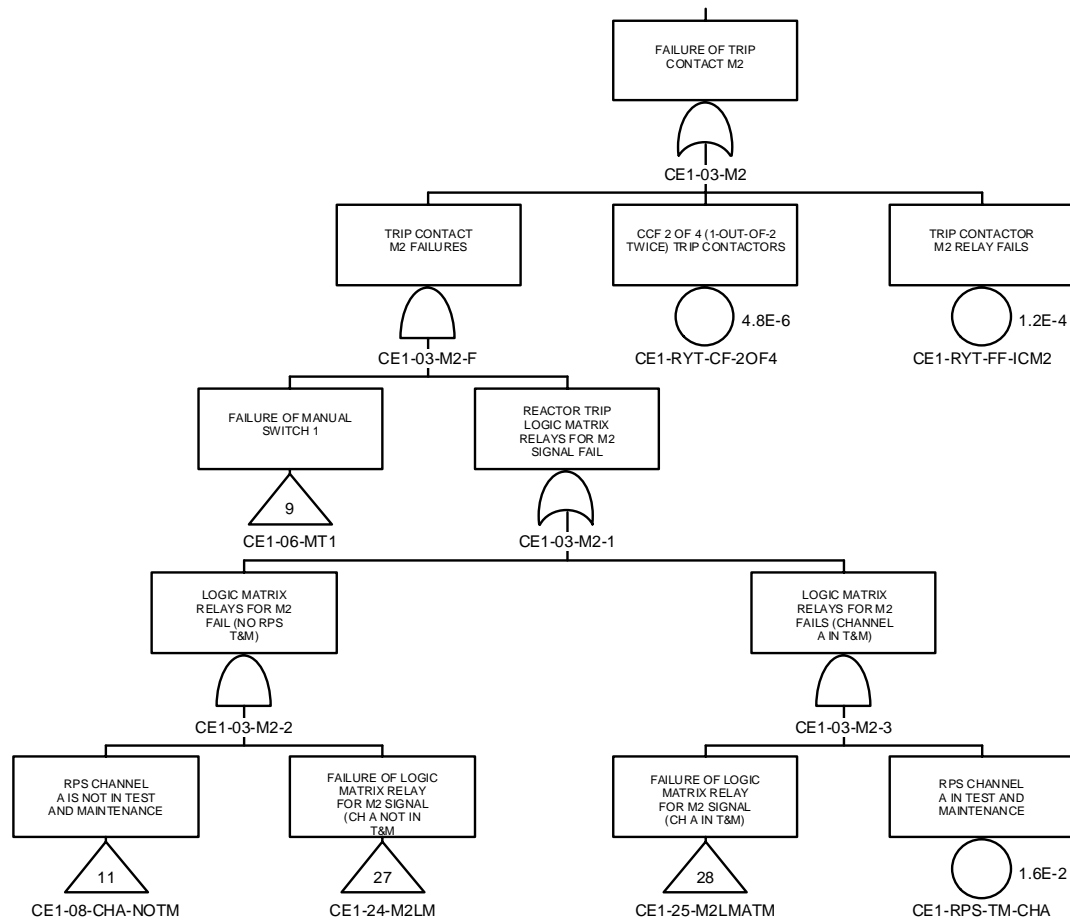 FAILURE OF TRIP
CONTACT M2
CE1-03-M2
TRIP CONTACT
M2 FAILURES
CCF 2 OF 4 (1-OUT-OF-2
TWICE) TRIP CONTACTORS
TRIP CONTACTOR
M2 RELAY FAILS
4.8E-6
1.2E-4
CE1-03-M2-F
CE1-RYT-CF-2OF4
CE1-RYT-FF-ICM2
FAILURE OF MANUAL
SWITCH 1
REACTOR TRIP
LOGIC MATRIX
RELAYS FOR M2
SIGNAL FAIL
9
CE1-06-MT1
CE1-03-M2-1
LOGIC MATRIX
RELAYS FOR M2
FAIL (NO RPS
T&M)
LOGIC MATRIX
RELAYS FOR M2
FAILS (CHANNEL
A IN T&M)
CE1-03-M2-2
CE1-03-M2-3
RPS CHANNEL
A IS NOT IN TEST
AND MAINTENANCE
FAILURE OF LOGIC
MATRIX RELAY
FOR M2 SIGNAL
(CH A NOT IN
T&M
FAILURE OF LOGIC
MATRIX RELAY
FOR M2 SIGNAL
(CH A IN T&M)
RPS CHANNEL
A IN TEST AND
MAINTENANCE
11
27
28
1.6E-2
CE1-08-CHA-NOTM
CE1-24-M2LM
CE1-25-M2LMATM
CE1-RPS-TM-CHA